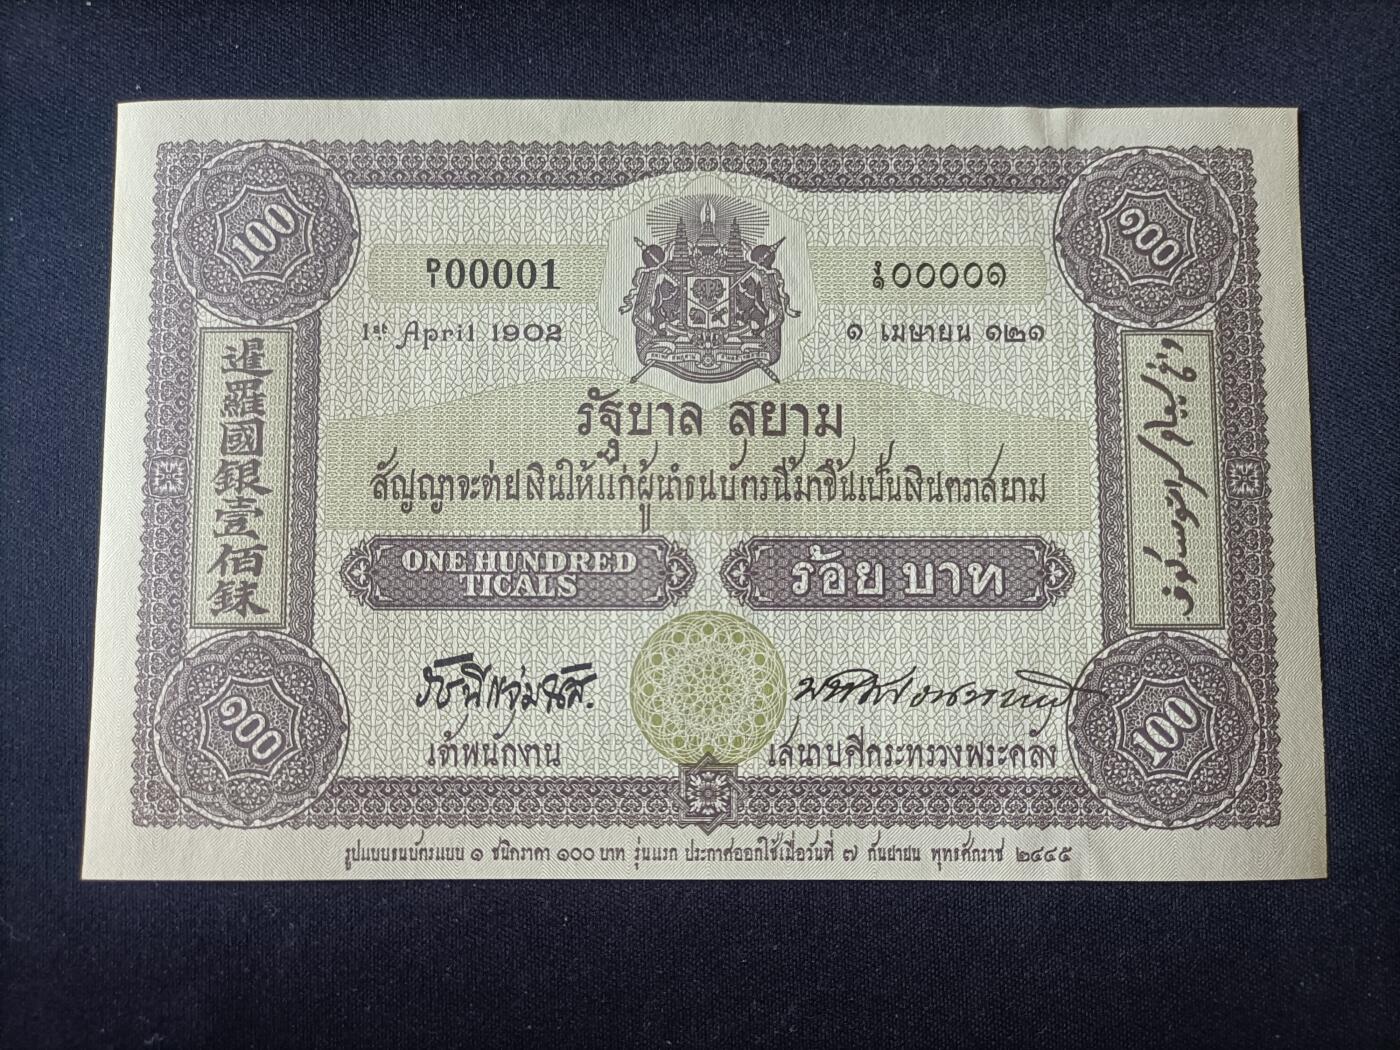 100
๑๐๐
P/1 00001
ป/๑ ๐๐๐๐๑
1st April 1902
๑ เมษายน ๑๒๑
รัฐบาล สยาม
สัญญาจะจ่ายเงินให้แก่ผู้นำธนบัตรนี้มาขึ้นเป็นเงินตราสยาม
ONE HUNDRED
TICALS
ร้อย บาท
暹羅國銀壹佰銖
เจ้าพนักงาน
เสนาบดีกระทรวงพระคลัง
๑๐๐
100
รูปแบบธนบัตรแบบ ๑ ชนิดราคา ๑๐๐ บาท รุ่นแรก ประกาศออกใช้เมื่อวันที่ ๗ กันยายน พุทธศักราช ๒๔๔๕